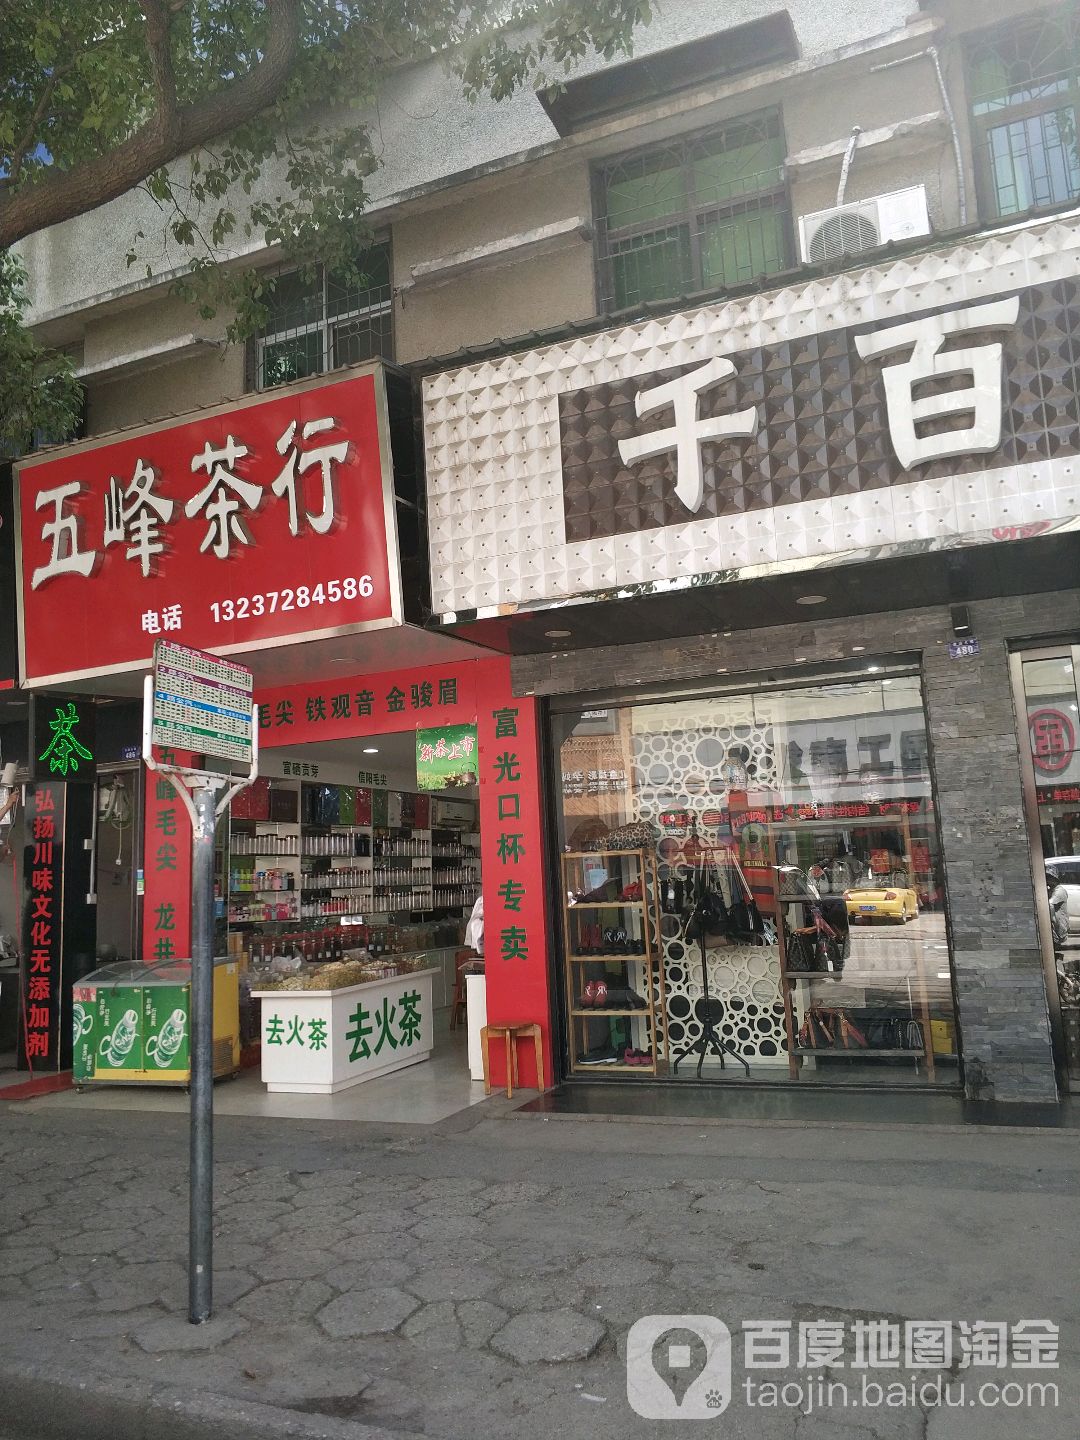 五峰茶行
电话 13237284586
千百
480
486
茶
毛尖 铁观音 金骏眉
新茶上市
富硒贡芽
信阳毛尖
富光口杯专卖
五峰毛尖 龙井
弘扬川味文化无添加剂
去火茶
去火茶
百度地图淘金
taojin.baidu.com